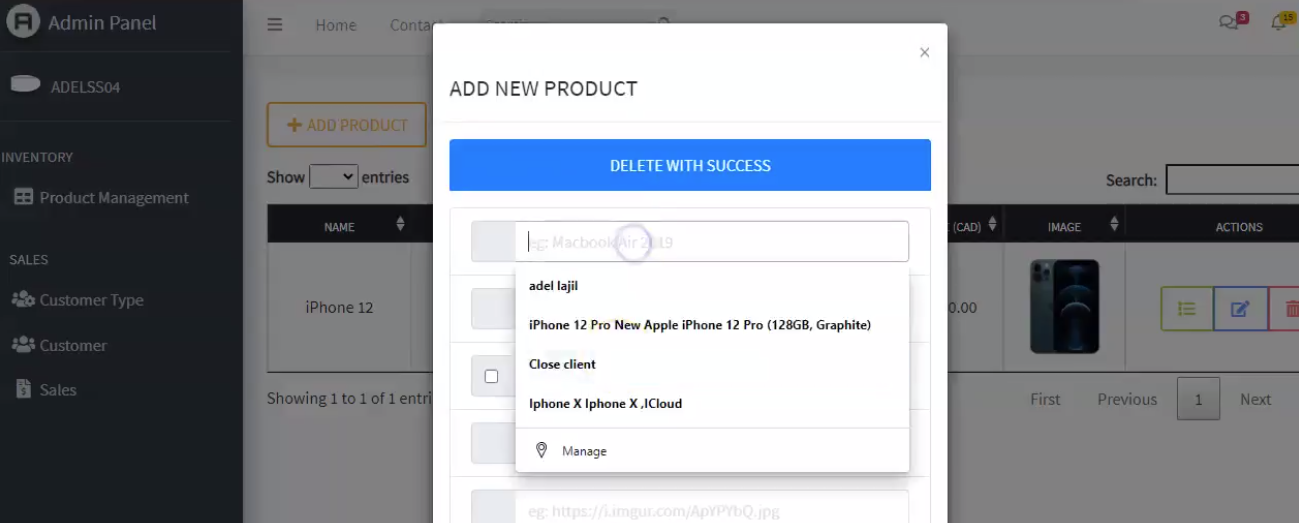 Admin Panel
Home
3
15
ADELSS04
×
ADD NEW PRODUCT
ADD PRODUCT
DELETE WITH SUCCESS
INVENTORY
Show entries
Search:
Product Management
NAME
(CAD)
IMAGE
ACTIONS
eg: Macbook Air 2019
SALES
adel lajil
Customer Type
iPhone 12
iPhone 12 Pro New Apple iPhone 12 Pro (128GB, Graphite)
0.00
Customer
Close client
Sales
Showing 1 to 1 of 1 entri
Iphone X Iphone X ,ICloud
First
Previous
1
Next
Manage
eg: https://i.imgur.com/ApYPYbQ.jpg